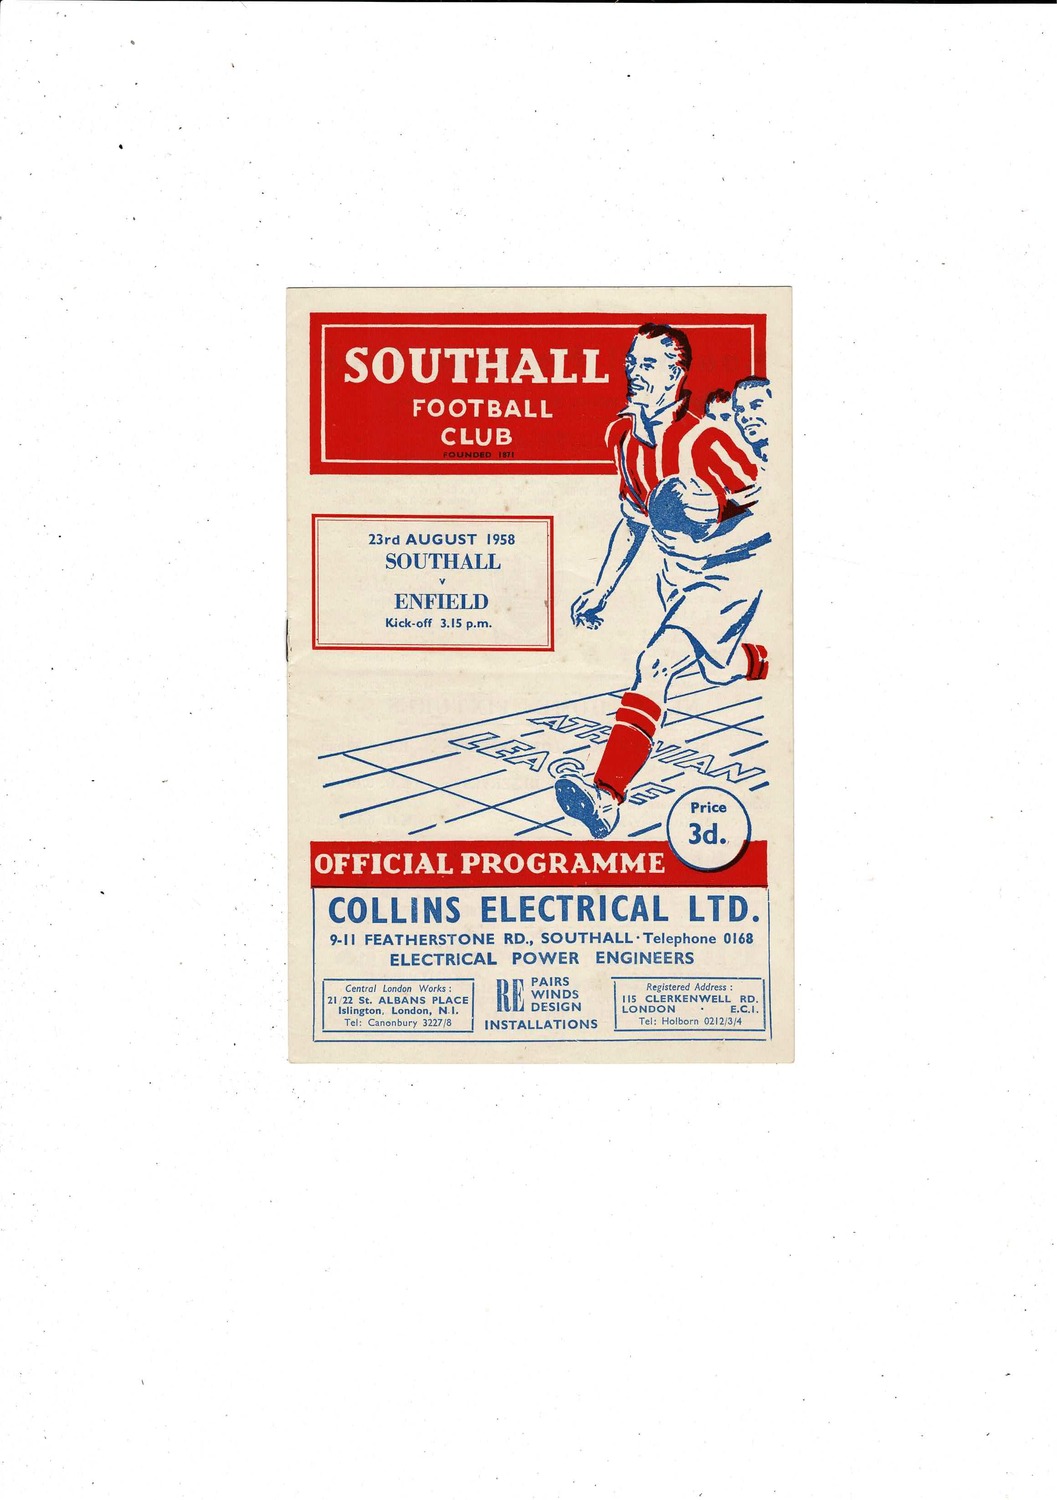 SOUTHALL
FOOTBALL
CLUB
FOUNDED 1871
23rd AUGUST 1958
SOUTHALL
v
ENFIELD
Kick-off 3.15 p.m.
ATHENIAN
LEAGUE
Price
3d.
OFFICIAL PROGRAMME
COLLINS ELECTRICAL LTD.
9-11 FEATHERSTONE RD., SOUTHALL · Telephone 0168
ELECTRICAL POWER ENGINEERS
Central London Works :
21/22 St. ALBANS PLACE
Islington, London, N.1.
Tel: Canonbury 3227/8
RE PAIRS
WINDS
DESIGN
INSTALLATIONS
Registered Address :
115 CLERKENWELL RD.
LONDON · E.C.1.
Tel: Holborn 0212/3/4